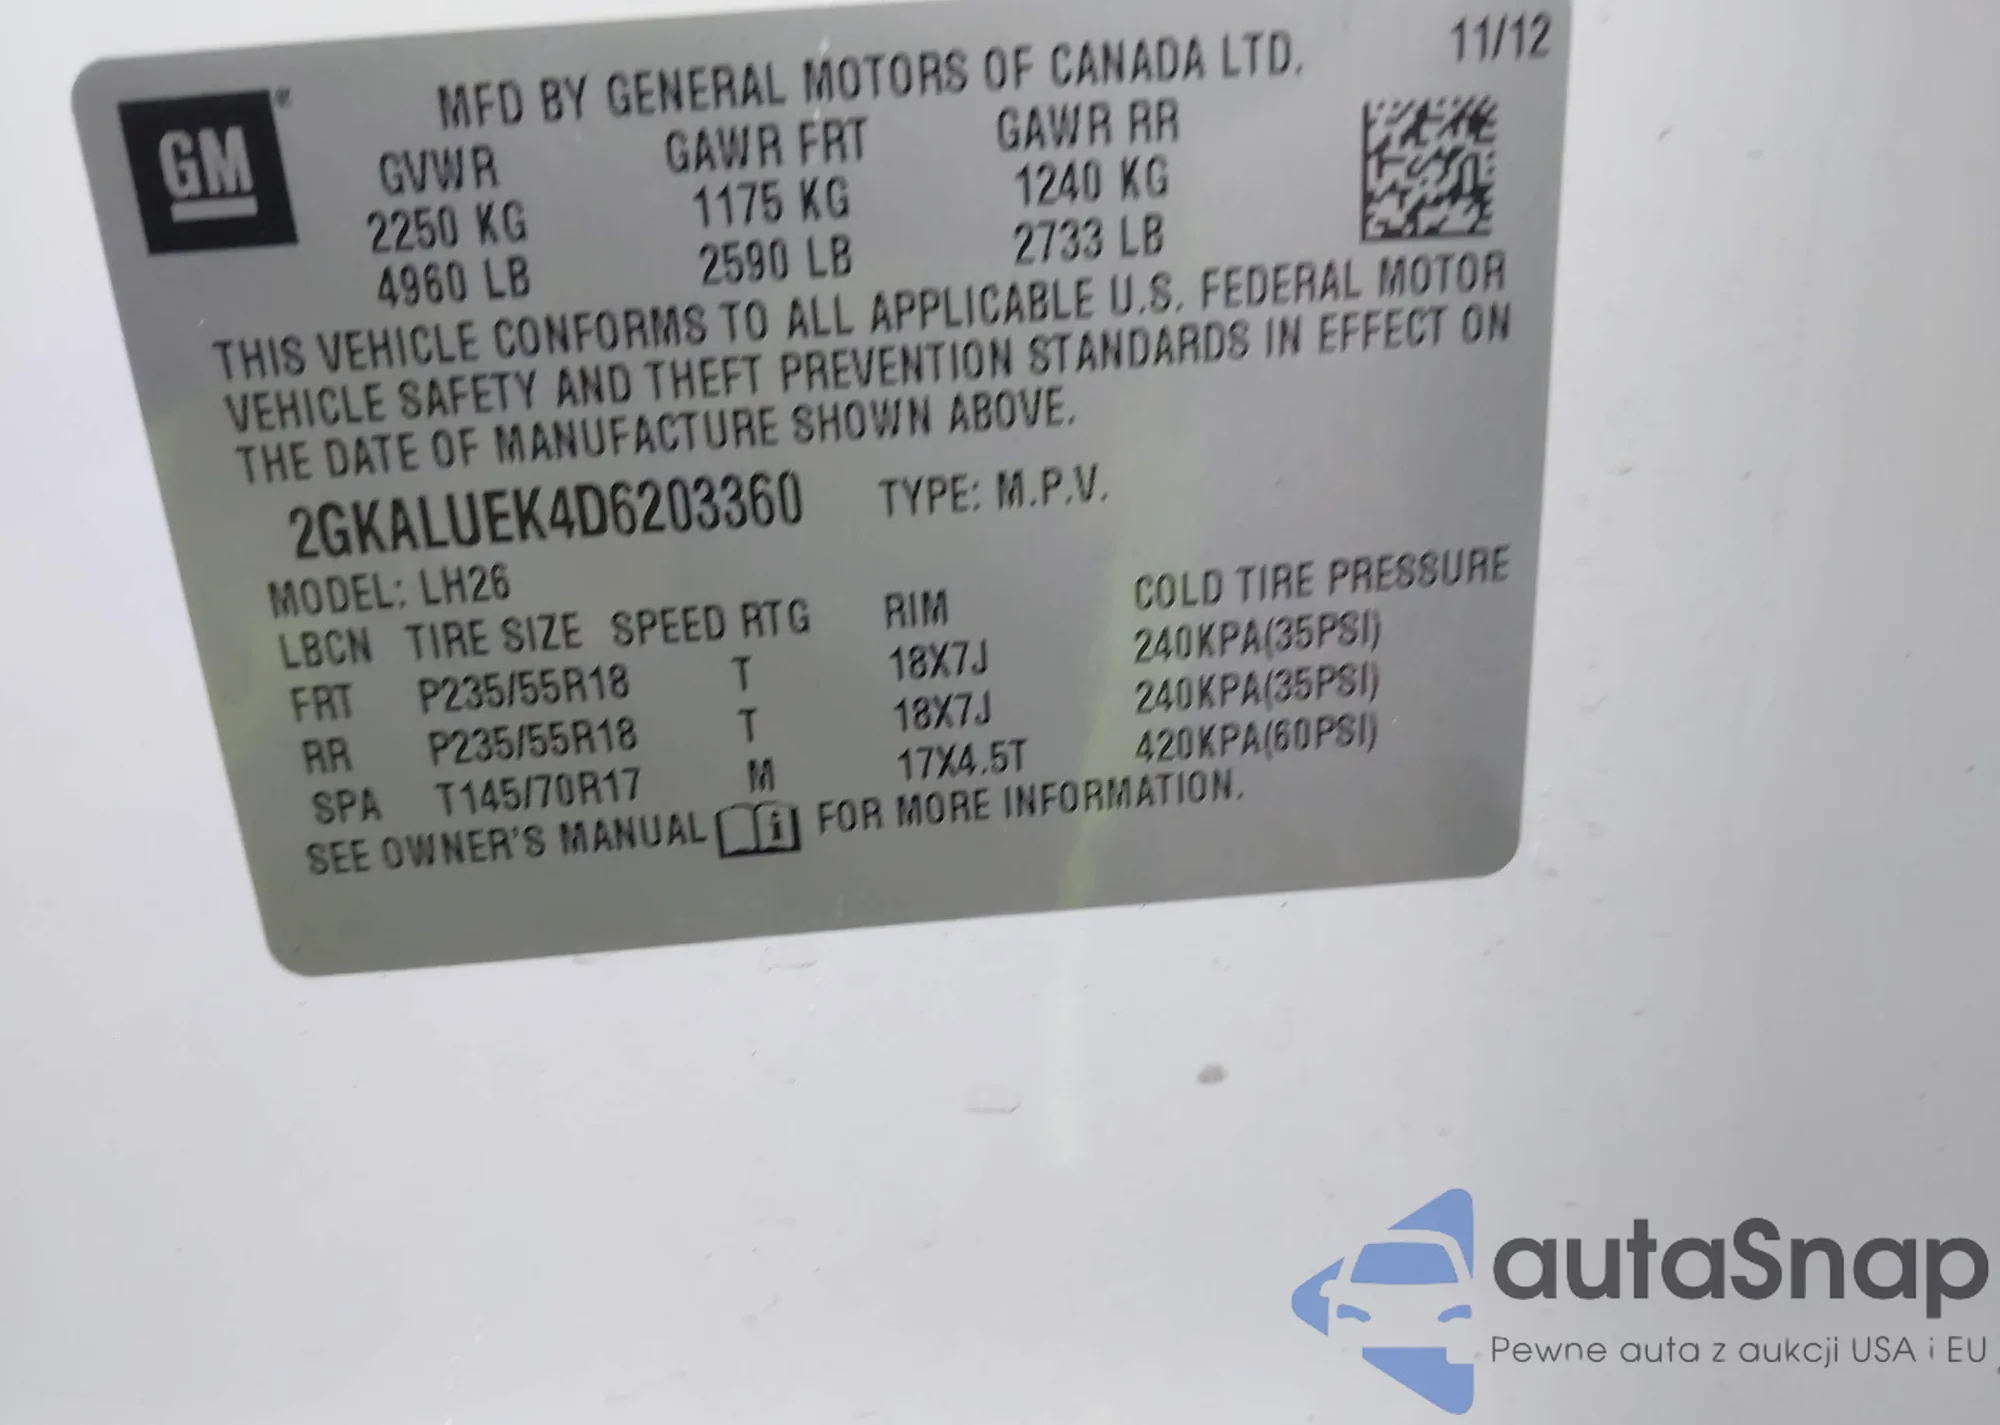 GM
MFD BY GENERAL MOTORS OF CANADA LTD. 11/12
GVWR GAWR FRT GAWR RR
2250 KG 1175 KG 1240 KG
4960 LB 2590 LB 2733 LB
THIS VEHICLE CONFORMS TO ALL APPLICABLE U.S. FEDERAL MOTOR
VEHICLE SAFETY AND THEFT PREVENTION STANDARDS IN EFFECT ON
THE DATE OF MANUFACTURE SHOWN ABOVE.
2GKALUEK4D6203360 TYPE: M.P.V.
MODEL: LH26
LBCN TIRE SIZE SPEED RTG RIM COLD TIRE PRESSURE
FRT P235/55R18 T 18X7J 240KPA(35PSI)
RR P235/55R18 T 18X7J 240KPA(35PSI)
SPA T145/70R17 M 17X4.5T 420KPA(60PSI)
SEE OWNER'S MANUAL i FOR MORE INFORMATION.
autaSnap
Pewne auta z aukcji USA i EU